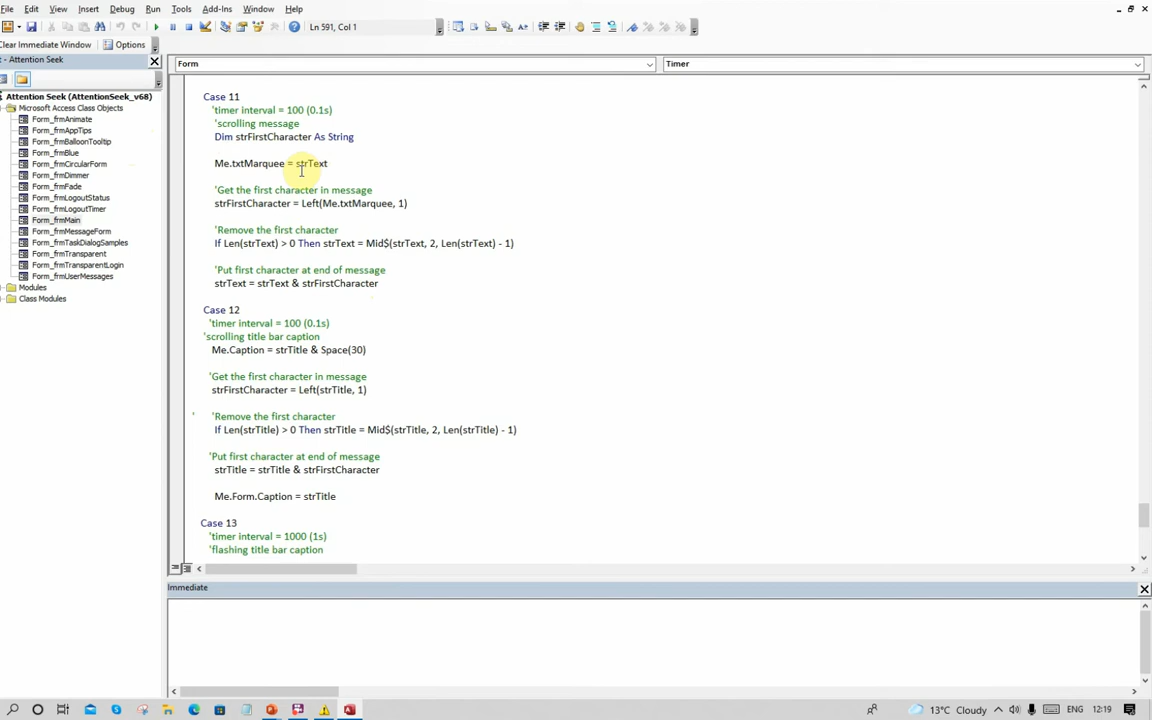 File Edit View Insert Debug Run Tools Add-Ins Window Help
Ln 591, Col 1
Clear Immediate Window Options
- Attention Seek
Form
Timer
Attention Seek (AttentionSeek_v68)
Microsoft Access Class Objects
Form_frmAnimate
Form_frmAppTips
Form_frmBalloonTooltip
Form_frmBlue
Form_frmCircularForm
Form_frmDimmer
Form_frmFade
Form_frmLogoutStatus
Form_frmLogoutTimer
Form_frmMain
Form_frmMessageForm
Form_frmTaskDialogSamples
Form_frmTransparent
Form_frmTransparentLogin
Form_frmUserMessages
Modules
Class Modules
Case 11
'timer interval = 100 (0.1s)
'scrolling message
Dim strFirstCharacter As String
Me.txtMarquee = strText
'Get the first character in message
strFirstCharacter = Left(Me.txtMarquee, 1)
'Remove the first character
If Len(strText) > 0 Then strText = Mid$(strText, 2, Len(strText) - 1)
'Put first character at end of message
strText = strText & strFirstCharacter
Case 12
'timer interval = 100 (0.1s)
'scrolling title bar caption
Me.Caption = strTitle & Space(30)
'Get the first character in message
strFirstCharacter = Left(strTitle, 1)
' 'Remove the first character
If Len(strTitle) > 0 Then strTitle = Mid$(strTitle, 2, Len(strTitle) - 1)
'Put first character at end of message
strTitle = strTitle & strFirstCharacter
Me.Form.Caption = strTitle
Case 13
'timer interval = 1000 (1s)
'flashing title bar caption
Immediate
13°C Cloudy ENG 12:19